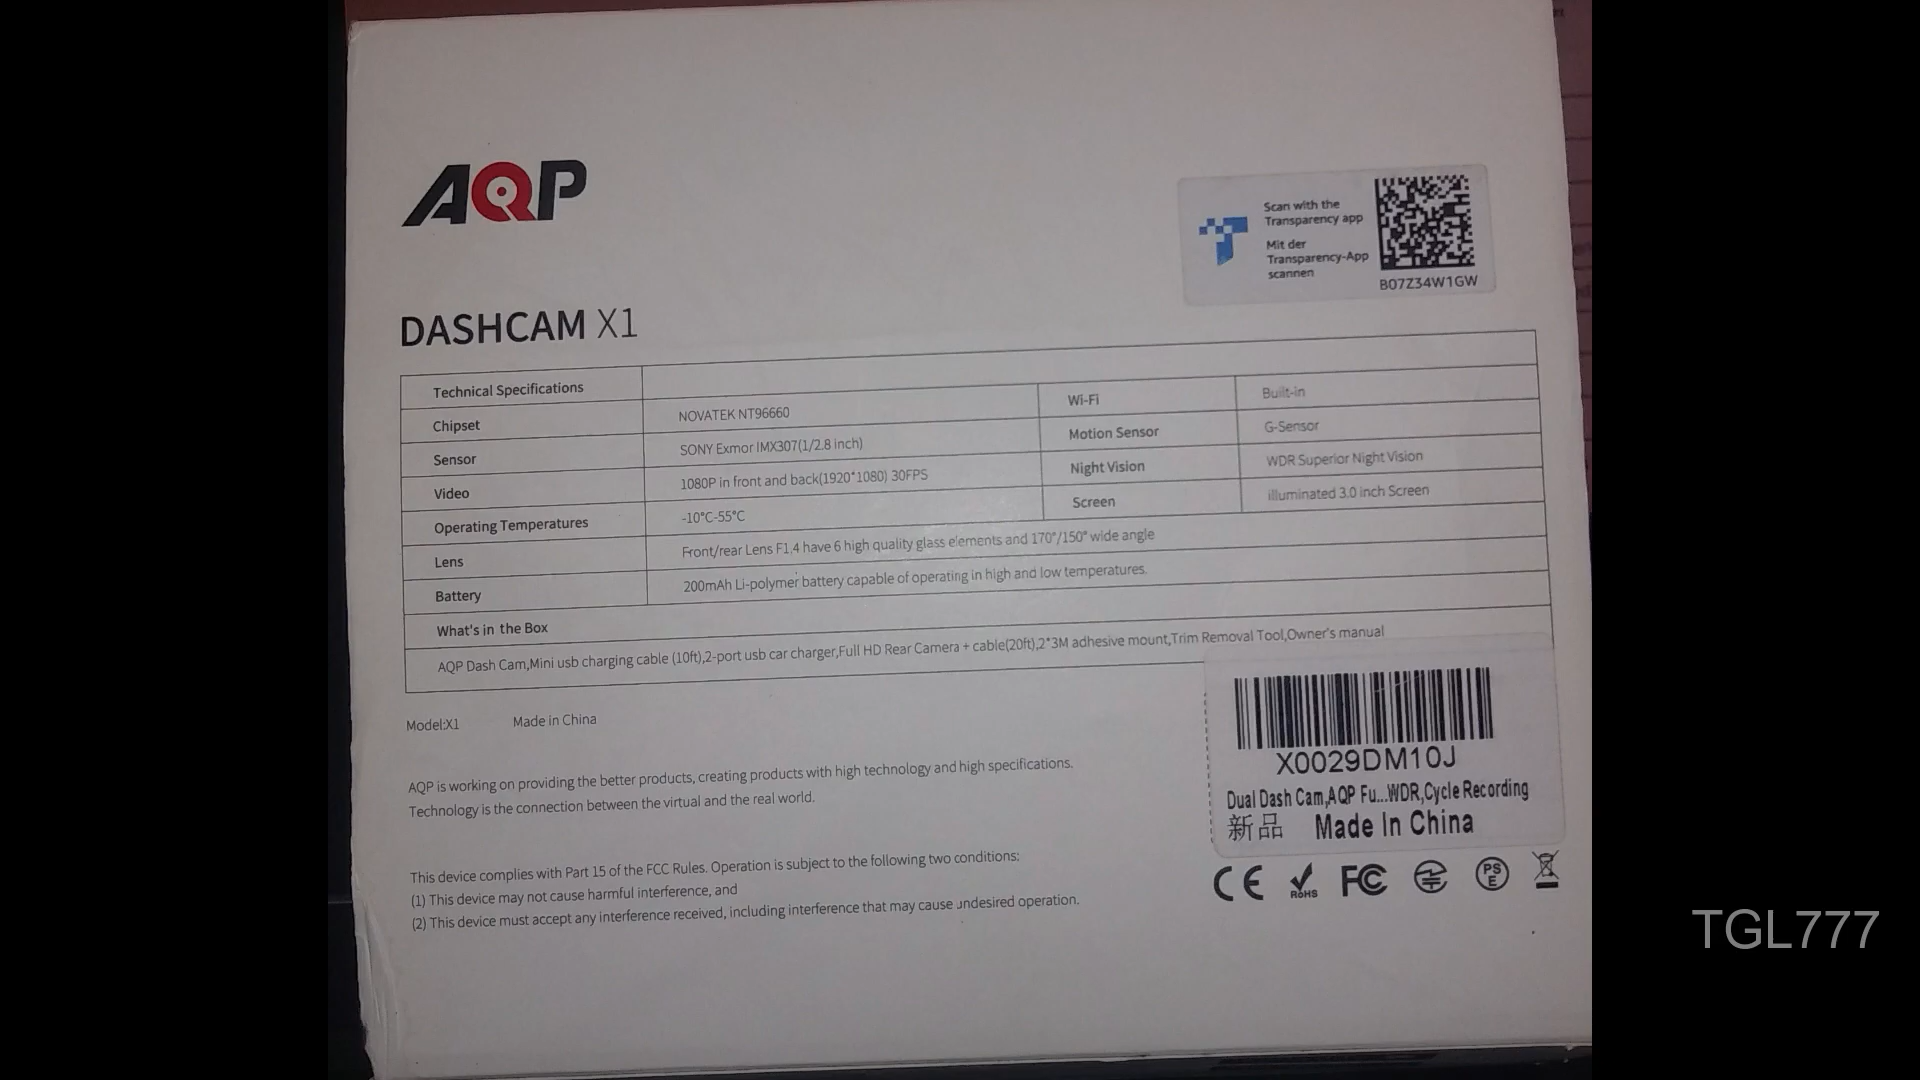 AQP
Scan with the
Transparency app
Mit der
Transparency-App
scannen
B07Z34W1GW
DASHCAM X1
Technical Specifications
Chipset NOVATEK NT96660 Wi-Fi Built-in
Sensor SONY Exmor IMX307(1/2.8 inch) Motion Sensor G-Sensor
Video 1080P in front and back(1920*1080) 30FPS Night Vision WDR Superior Night Vision
Operating Temperatures -10°C-55°C Screen illuminated 3.0 inch Screen
Lens Front/rear Lens F1.4 have 6 high quality glass elements and 170°/150° wide angle
Battery 200mAh Li-polymer battery capable of operating in high and low temperatures.
What's in the Box
AQP Dash Cam,Mini usb charging cable (10ft),2-port usb car charger,Full HD Rear Camera + cable(20ft),2*3M adhesive mount,Trim Removal Tool,Owner's manual
Model:X1 Made in China
AQP is working on providing the better products, creating products with high technology and high specifications.
Technology is the connection between the virtual and the real world.
X0029DM10J
Dual Dash Cam,AQP Fu...WDR,Cycle Recording
新品 Made In China
This device complies with Part 15 of the FCC Rules. Operation is subject to the following two conditions:
(1) This device may not cause harmful interference, and
(2) This device must accept any interference received, including interference that may cause undesired operation.
CE RoHS FC PSE
TGL777